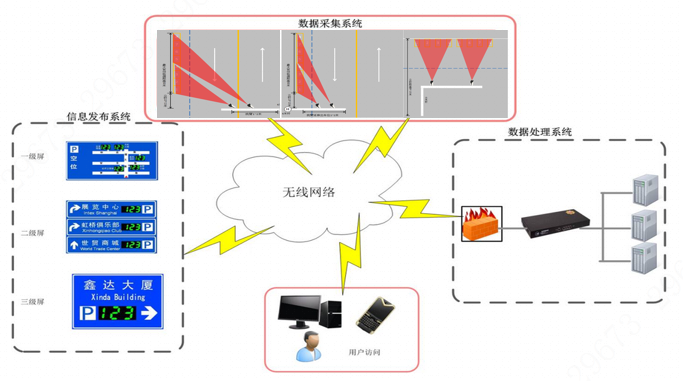 数据采集系统
信息发布系统
一级屏
P
空
位
二级屏
展览中心
Intex Shanghai
123 P
虹桥俱乐部
123 P
世贸商城
World Trade Center
123 P
三级屏
鑫达大厦
Xinda Building
P 123
无线网络
数据处理系统
用户访问